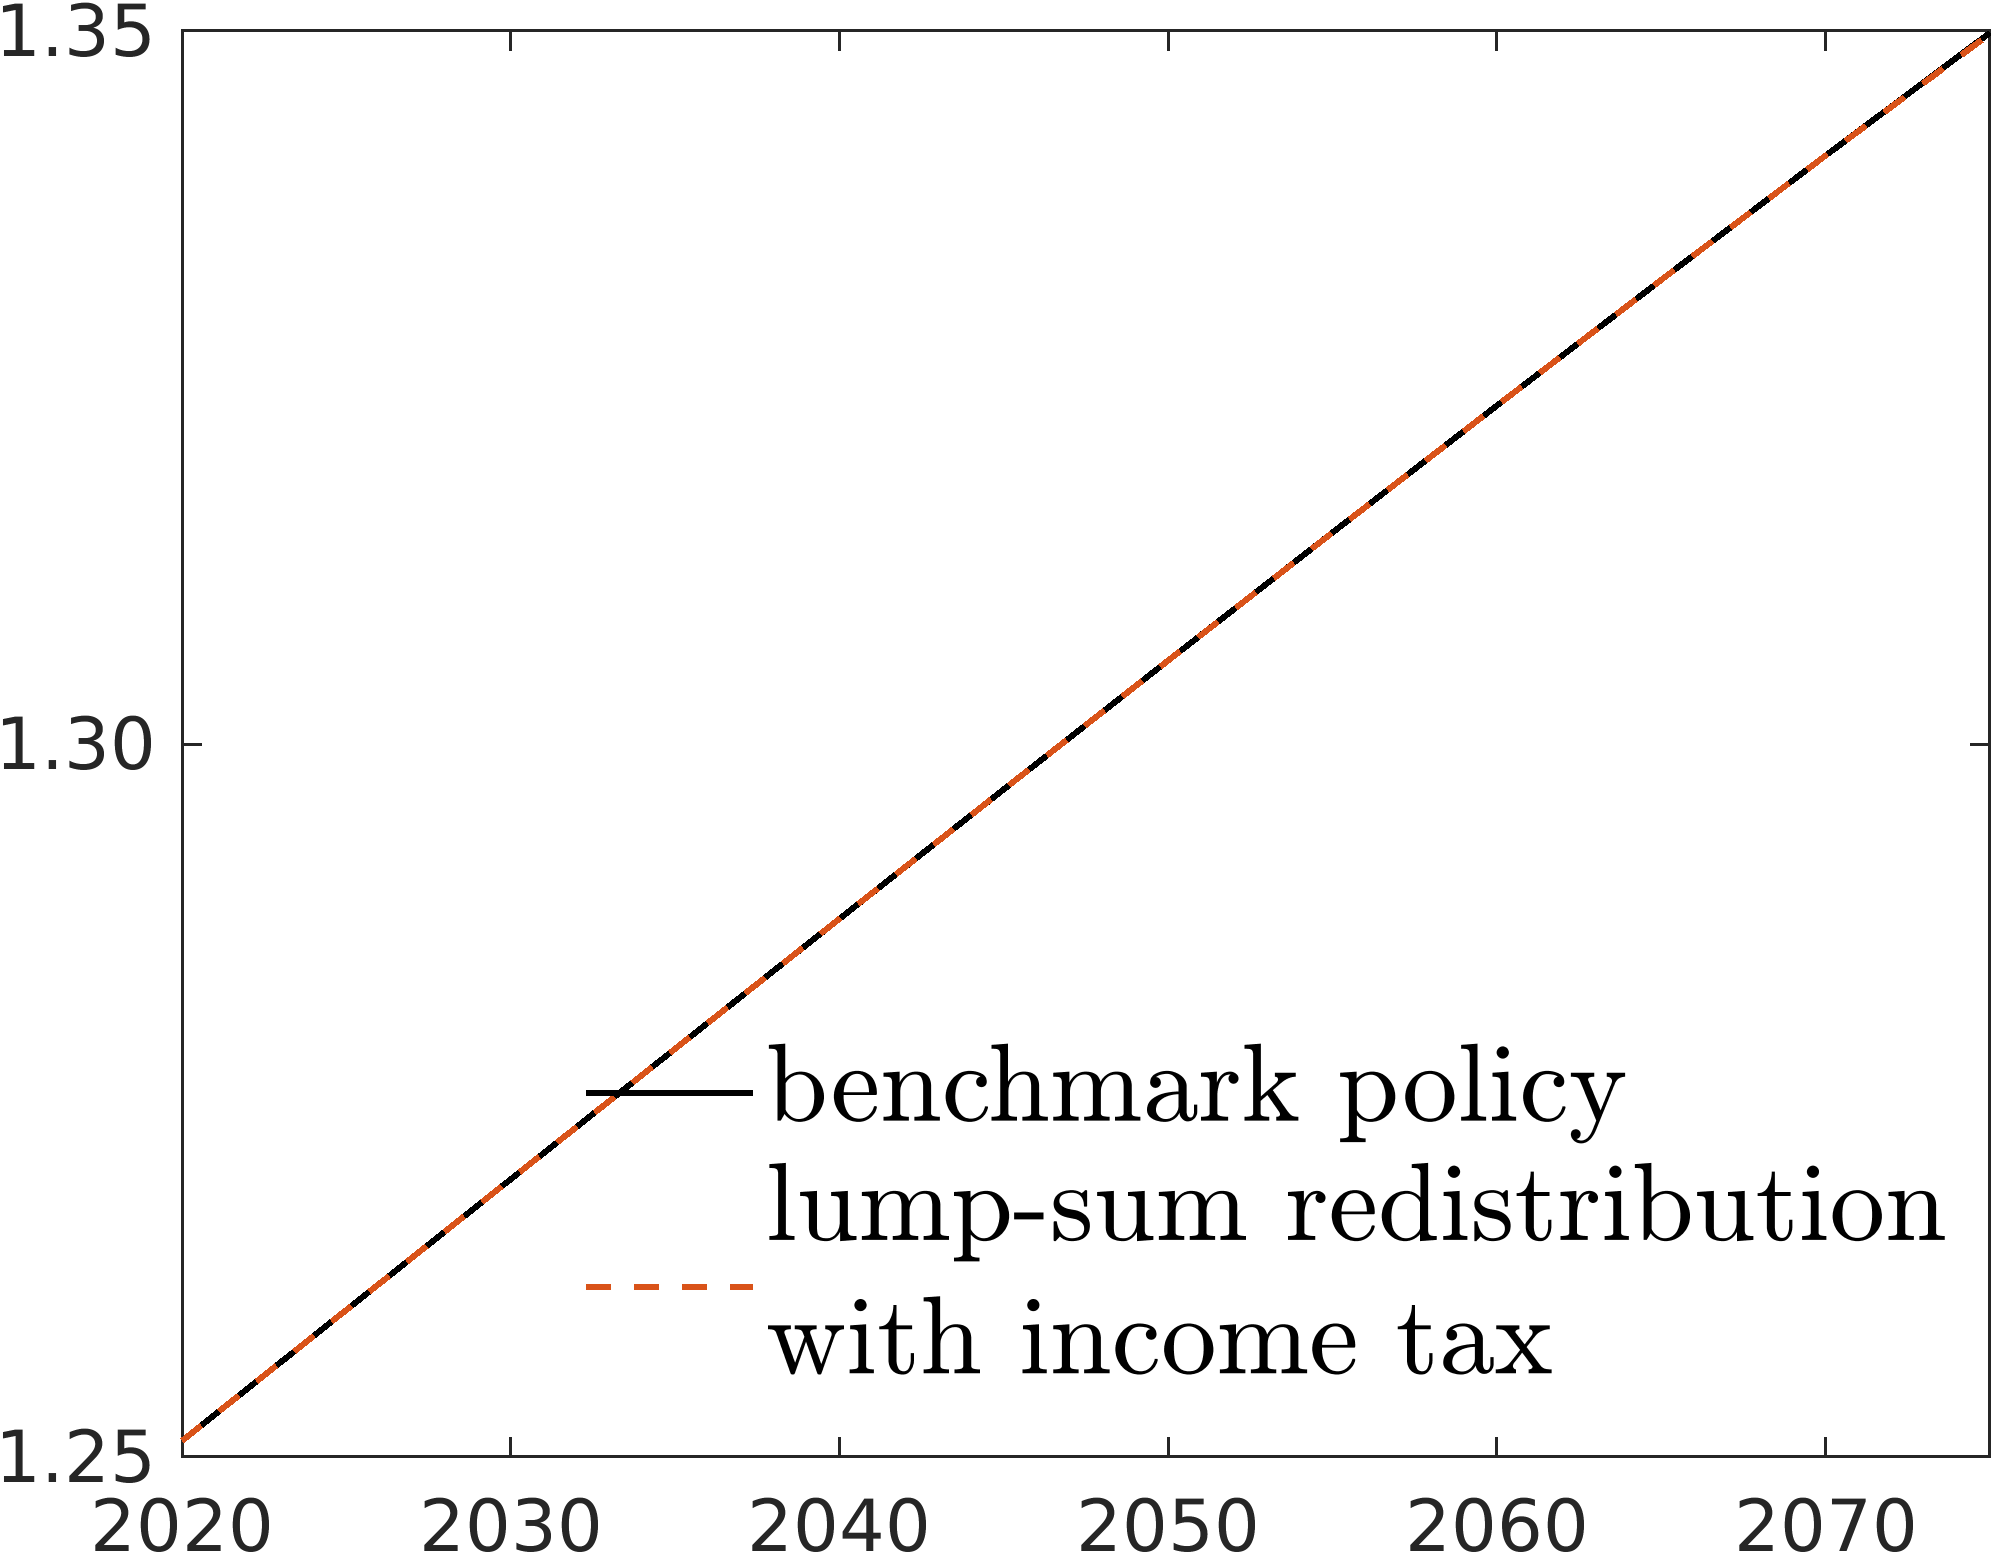 1.35
1.30
1.25
benchmark policy
lump-sum redistribution
with income tax
2020 2030 2040 2050 2060 2070